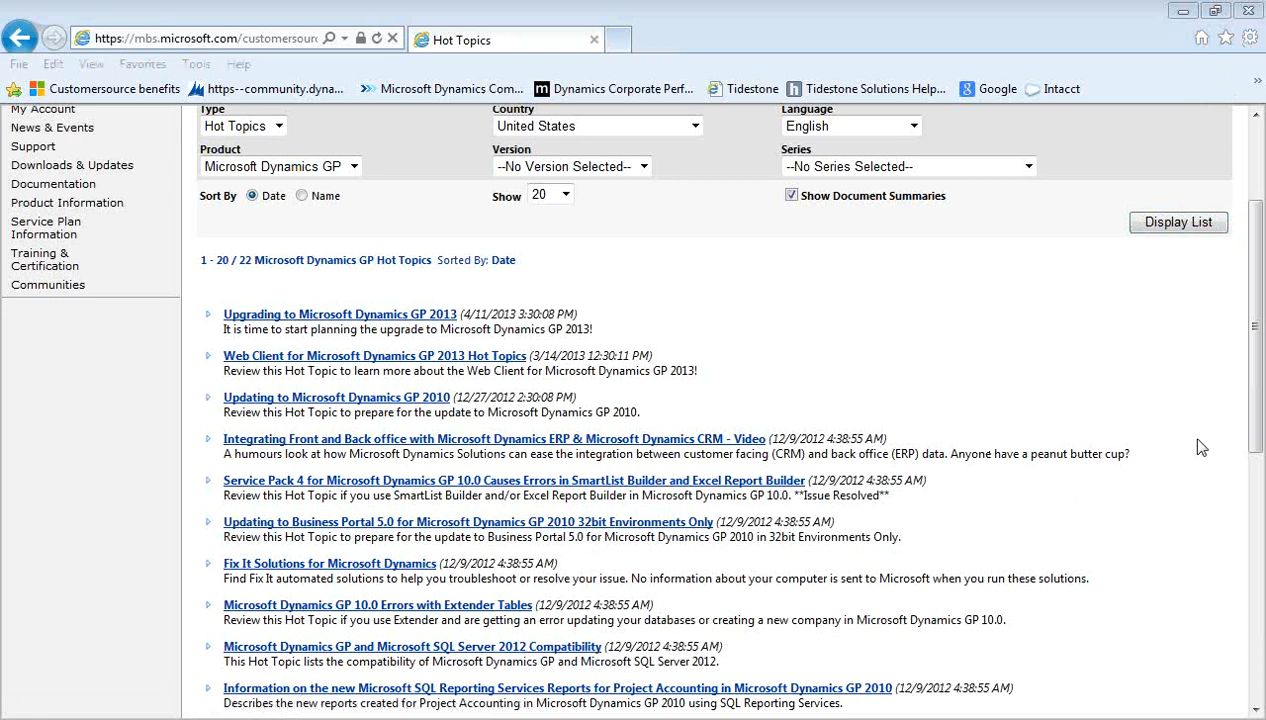 https://mbs.microsoft.com/customersourc
Hot Topics
File Edit View Favorites Tools Help
Customersource benefits https--community.dyna... Microsoft Dynamics Com... m Dynamics Corporate Perf... Tidestone h Tidestone Solutions Help... g Google Intacct
My Account
News & Events
Support
Downloads & Updates
Documentation
Product Information
Service Plan
Information
Training &
Certification
Communities
Type Country Language
Hot Topics United States English
Product Version Series
Microsoft Dynamics GP --No Version Selected-- --No Series Selected--
Sort By Date Name Show 20 Show Document Summaries
Display List
1 - 20 / 22 Microsoft Dynamics GP Hot Topics Sorted By: Date
Upgrading to Microsoft Dynamics GP 2013 (4/11/2013 3:30:08 PM)
It is time to start planning the upgrade to Microsoft Dynamics GP 2013!
Web Client for Microsoft Dynamics GP 2013 Hot Topics (3/14/2013 12:30:11 PM)
Review this Hot Topic to learn more about the Web Client for Microsoft Dynamics GP 2013!
Updating to Microsoft Dynamics GP 2010 (12/27/2012 2:30:08 PM)
Review this Hot Topic to prepare for the update to Microsoft Dynamics GP 2010.
Integrating Front and Back office with Microsoft Dynamics ERP & Microsoft Dynamics CRM - Video (12/9/2012 4:38:55 AM)
A humours look at how Microsoft Dynamics Solutions can ease the integration between customer facing (CRM) and back office (ERP) data. Anyone have a peanut butter cup?
Service Pack 4 for Microsoft Dynamics GP 10.0 Causes Errors in SmartList Builder and Excel Report Builder (12/9/2012 4:38:55 AM)
Review this Hot Topic if you use SmartList Builder and/or Excel Report Builder in Microsoft Dynamics GP 10.0. **Issue Resolved**
Updating to Business Portal 5.0 for Microsoft Dynamics GP 2010 32bit Environments Only (12/9/2012 4:38:55 AM)
Review this Hot Topic to prepare for the update to Business Portal 5.0 for Microsoft Dynamics GP 2010 in 32bit Environments Only.
Fix It Solutions for Microsoft Dynamics (12/9/2012 4:38:55 AM)
Find Fix It automated solutions to help you troubleshoot or resolve your issue. No information about your computer is sent to Microsoft when you run these solutions.
Microsoft Dynamics GP 10.0 Errors with Extender Tables (12/9/2012 4:38:55 AM)
Review this Hot Topic if you use Extender and are getting an error updating your databases or creating a new company in Microsoft Dynamics GP 10.0.
Microsoft Dynamics GP and Microsoft SQL Server 2012 Compatibility (12/9/2012 4:38:55 AM)
This Hot Topic lists the compatibility of Microsoft Dynamics GP and Microsoft SQL Server 2012.
Information on the new Microsoft SQL Reporting Services Reports for Project Accounting in Microsoft Dynamics GP 2010 (12/9/2012 4:38:55 AM)
Describes the new reports created for Project Accounting in Microsoft Dynamics GP 2010 using SQL Reporting Services.